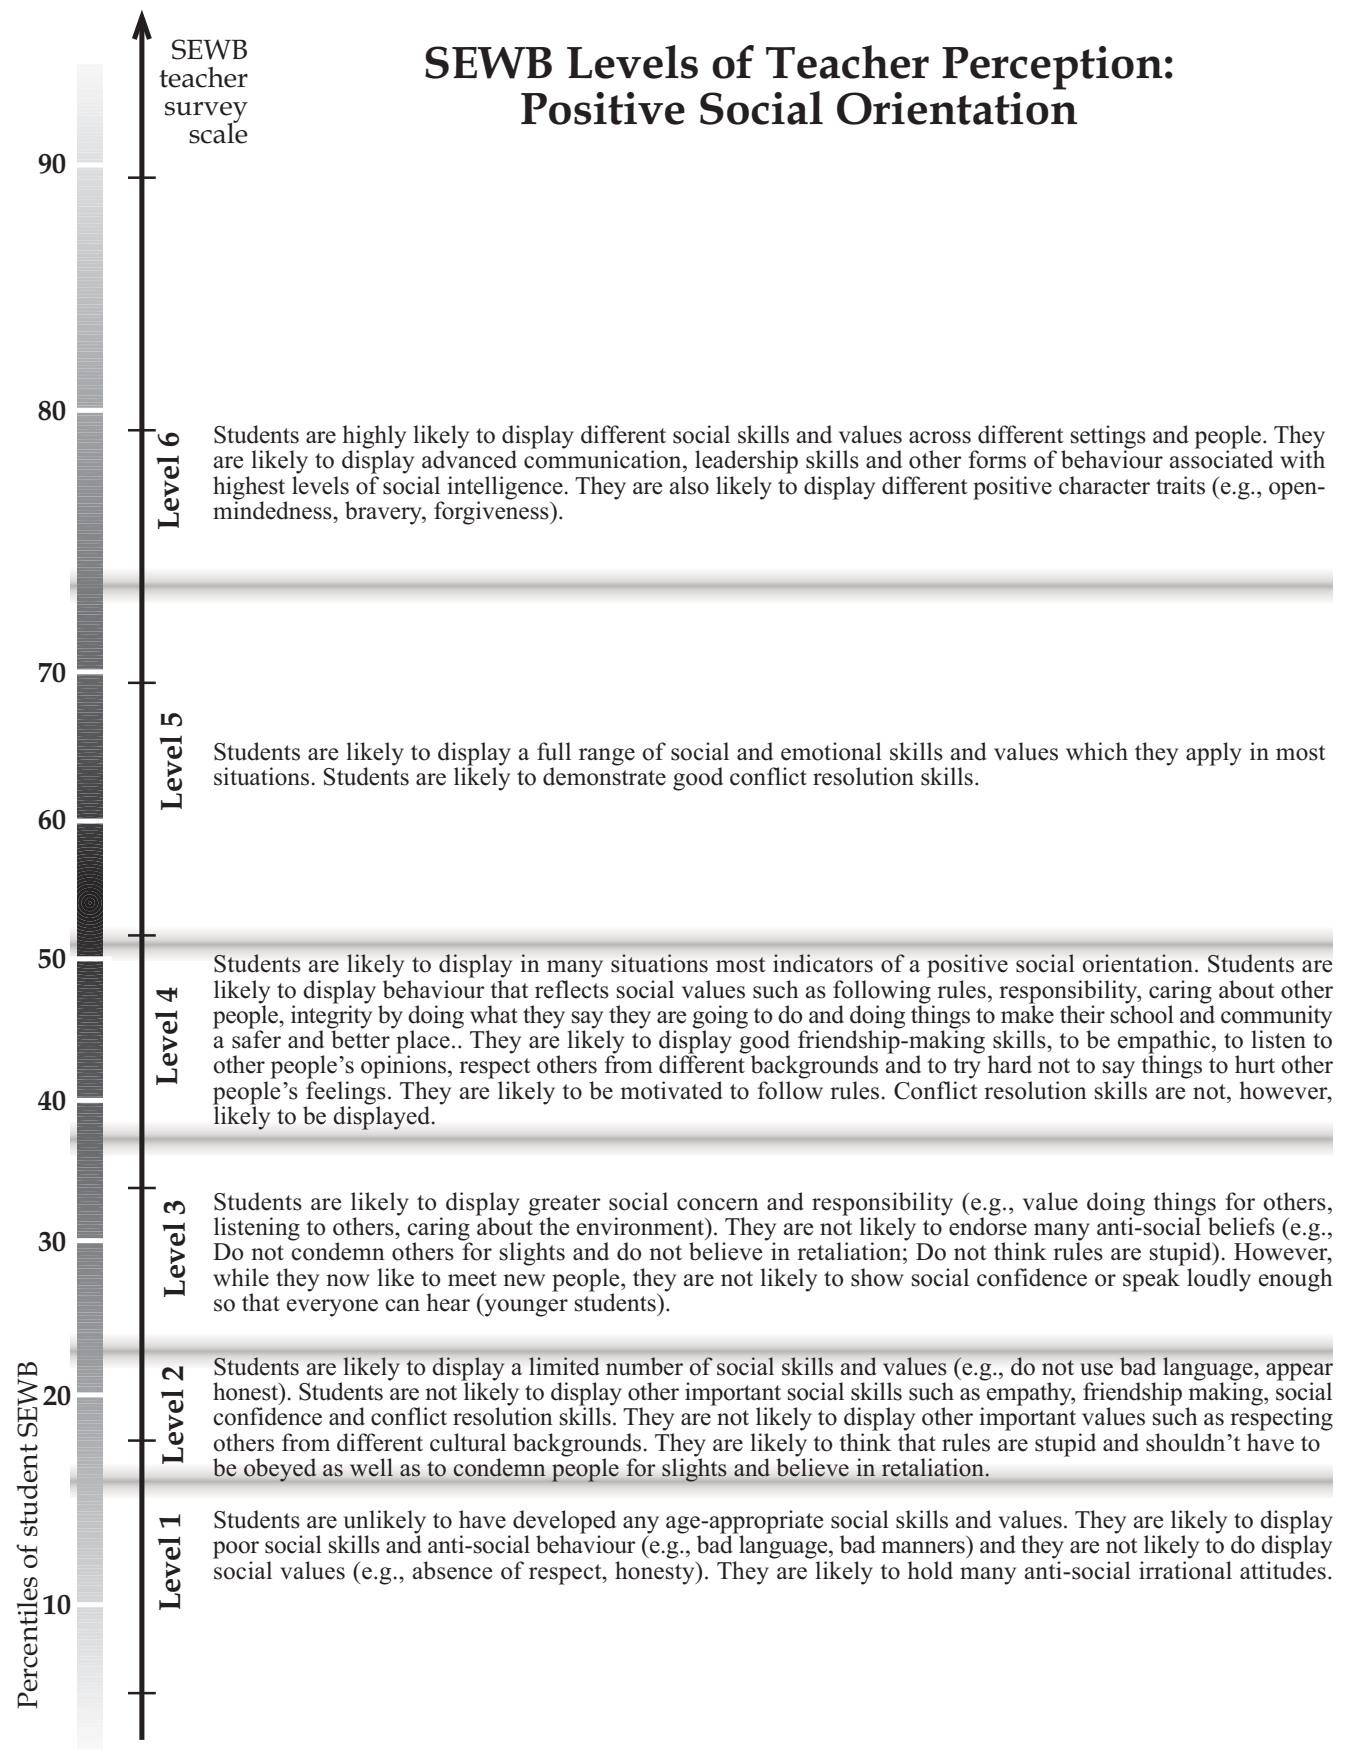 SEWB
teacher
survey
scale
SEWB Levels of Teacher Perception:
Positive Social Orientation
90
80
Level 6
Students are highly likely to display different social skills and values across different settings and people. They
are likely to display advanced communication, leadership skills and other forms of behaviour associated with
highest levels of social intelligence. They are also likely to display different positive character traits (e.g., open-
mindedness, bravery, forgiveness).
70
Level 5
Students are likely to display a full range of social and emotional skills and values which they apply in most
situations. Students are likely to demonstrate good conflict resolution skills.
60
50
Level 4
Students are likely to display in many situations most indicators of a positive social orientation. Students are
likely to display behaviour that reflects social values such as following rules, responsibility, caring about other
people, integrity by doing what they say they are going to do and doing things to make their school and community
a safer and better place.. They are likely to display good friendship-making skills, to be empathic, to listen to
other people’s opinions, respect others from different backgrounds and to try hard not to say things to hurt other
people’s feelings. They are likely to be motivated to follow rules. Conflict resolution skills are not, however,
likely to be displayed.
40
Level 3
Students are likely to display greater social concern and responsibility (e.g., value doing things for others,
listening to others, caring about the environment). They are not likely to endorse many anti-social beliefs (e.g.,
Do not condemn others for slights and do not believe in retaliation; Do not think rules are stupid). However,
while they now like to meet new people, they are not likely to show social confidence or speak loudly enough
so that everyone can hear (younger students).
30
Level 2
Students are likely to display a limited number of social skills and values (e.g., do not use bad language, appear
honest). Students are not likely to display other important social skills such as empathy, friendship making, social
confidence and conflict resolution skills. They are not likely to display other important values such as respecting
others from different cultural backgrounds. They are likely to think that rules are stupid and shouldn’t have to
be obeyed as well as to condemn people for slights and believe in retaliation.
20
Level 1
Students are unlikely to have developed any age-appropriate social skills and values. They are likely to display
poor social skills and anti-social behaviour (e.g., bad language, bad manners) and they are not likely to do display
social values (e.g., absence of respect, honesty). They are likely to hold many anti-social irrational attitudes.
10
Percentiles of student SEWB